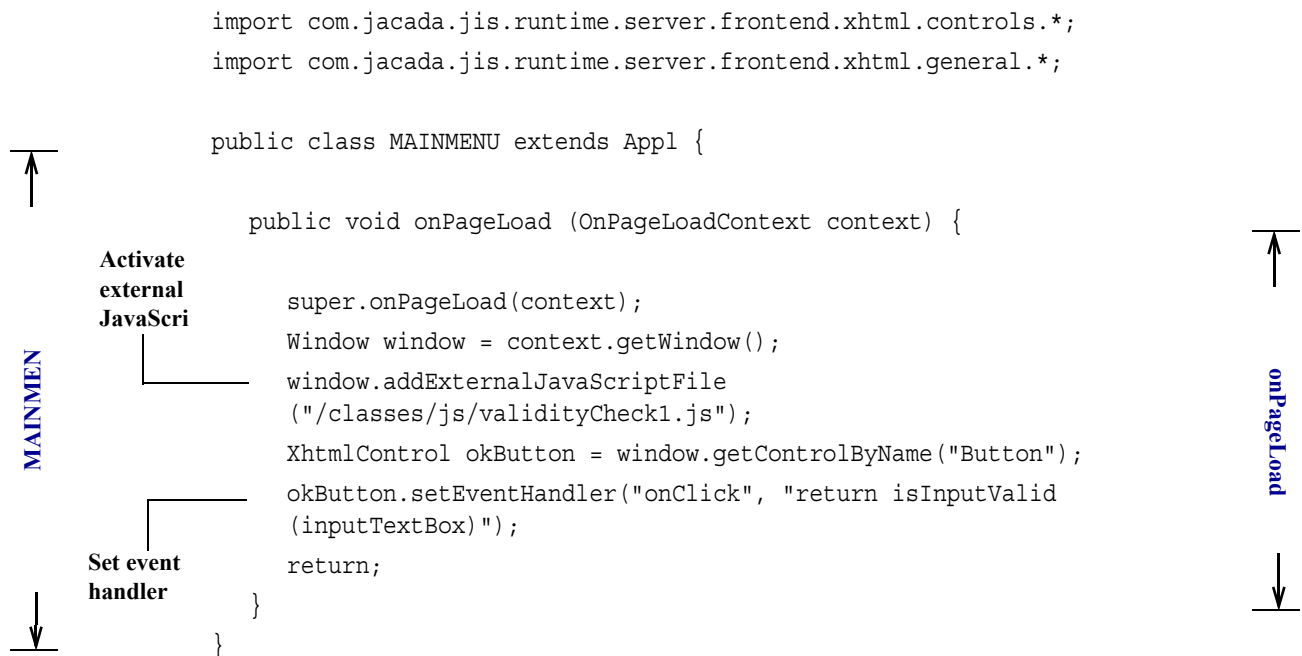 import com.jacada.jis.runtime.server.frontend.xhtml.controls.*;
import com.jacada.jis.runtime.server.frontend.xhtml.general.*;
public class MAINMENU extends Appl {
public void onPageLoad (OnPageLoadContext context) {
Activate
external
JavaScri
super.onPageLoad(context);
Window window = context.getWindow();
window.addExternalJavaScriptFile
("/classes/js/validityCheck1.js");
XhtmlControl okButton = window.getControlByName("Button");
okButton.setEventHandler("onClick", "return isInputValid
(inputTextBox)");
Set event
handler
return;
}
}
MAINMEN
onPageLoad